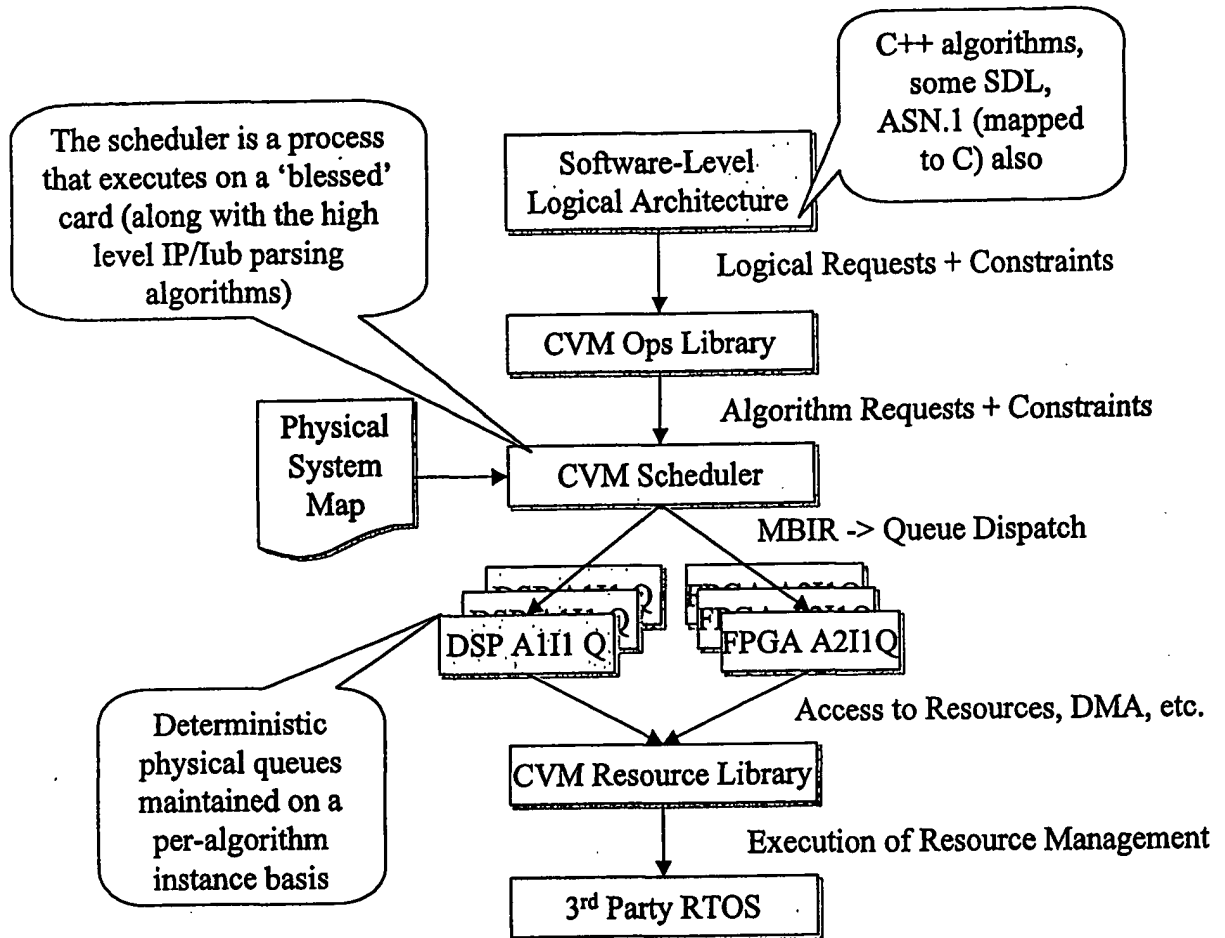 C++ algorithms,
some SDL,
ASN.1 (mapped
to C) also
The scheduler is a process
that executes on a ‘blessed’
card (along with the high
level IP/Iub parsing
algorithms)
Software-Level
Logical Architecture
Logical Requests + Constraints
CVM Ops Library
Algorithm Requests + Constraints
Physical
System
Map
CVM Scheduler
MBIR -> Queue Dispatch
DSP A1I1 Q
FPGA A2I1Q
Access to Resources, DMA, etc.
Deterministic
physical queues
maintained on a
per-algorithm
instance basis
CVM Resource Library
Execution of Resource Management
3rd Party RTOS